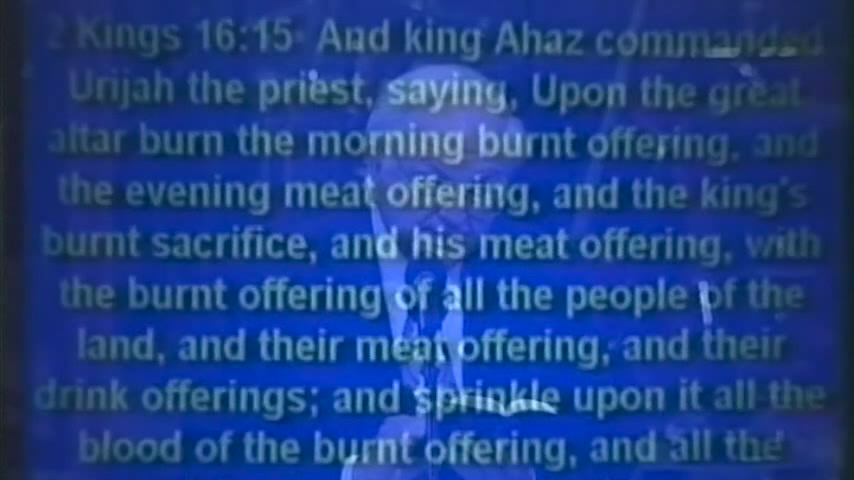 2 Kings 16:15 And king Ahaz commanded
Urijah the priest, saying, Upon the great
altar burn the morning burnt offering, and
the evening meat offering, and the king's
burnt sacrifice, and his meat offering, with
the burnt offering of all the people of the
land, and their meat offering, and their
drink offerings; and sprinkle upon it all the
blood of the burnt offering, and all the